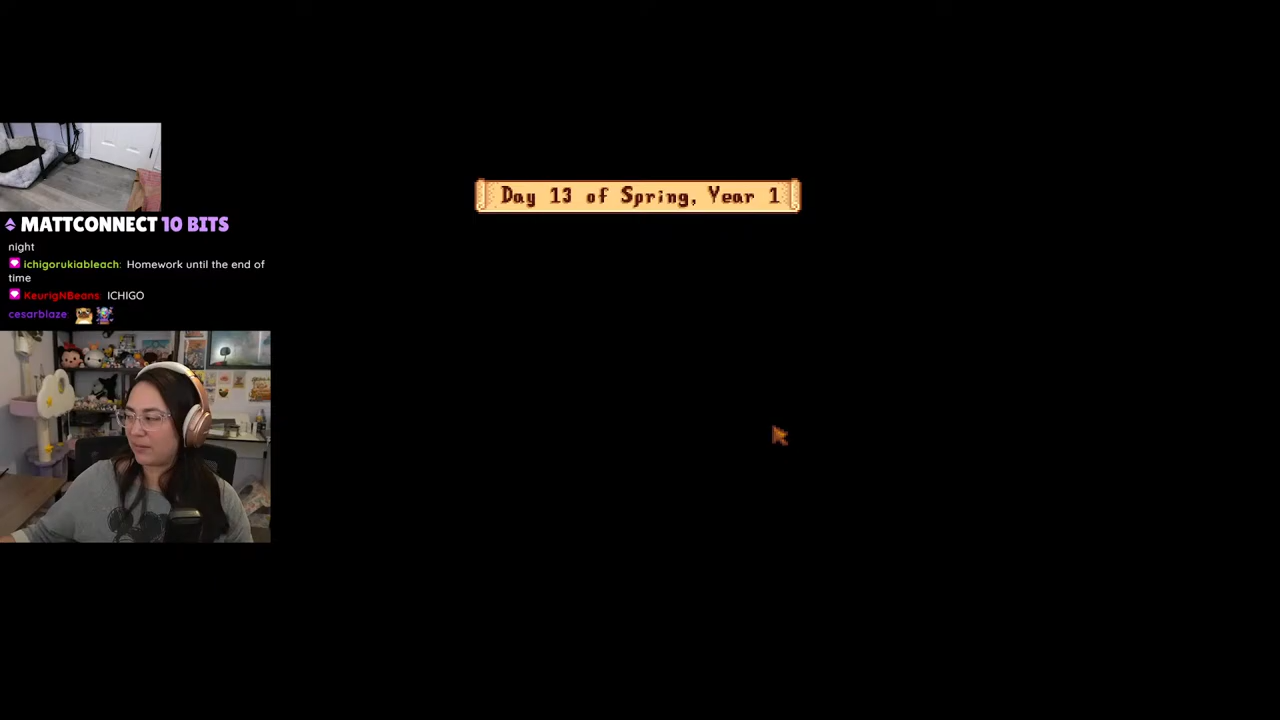 Day 13 of Spring, Year 1
MATTCONNECT 10 BITS
night
ichigorukiableach: Homework until the end of
time
KeurigNBeans: ICHIGO
cesarblaze: